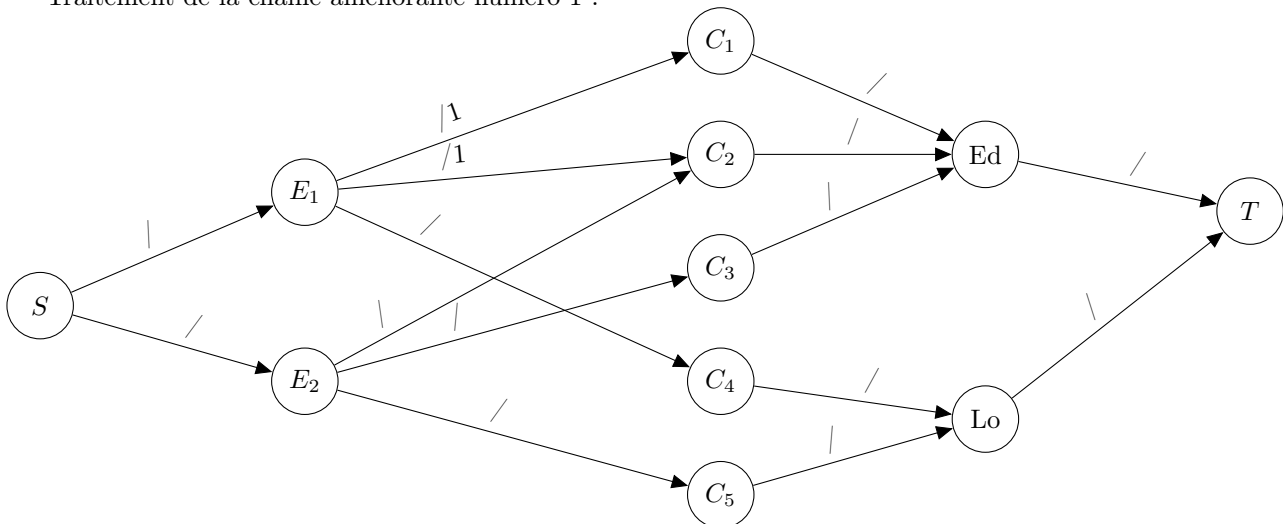 Traitement de la chaîne améliorante numéro 1 :
C₁
/1
/1
C₂
Ed
E₁
/
/
/
/
T
/
/
C₃
S
/
/
/
/
E₂
C₄
/
Lo
/
/
C₅